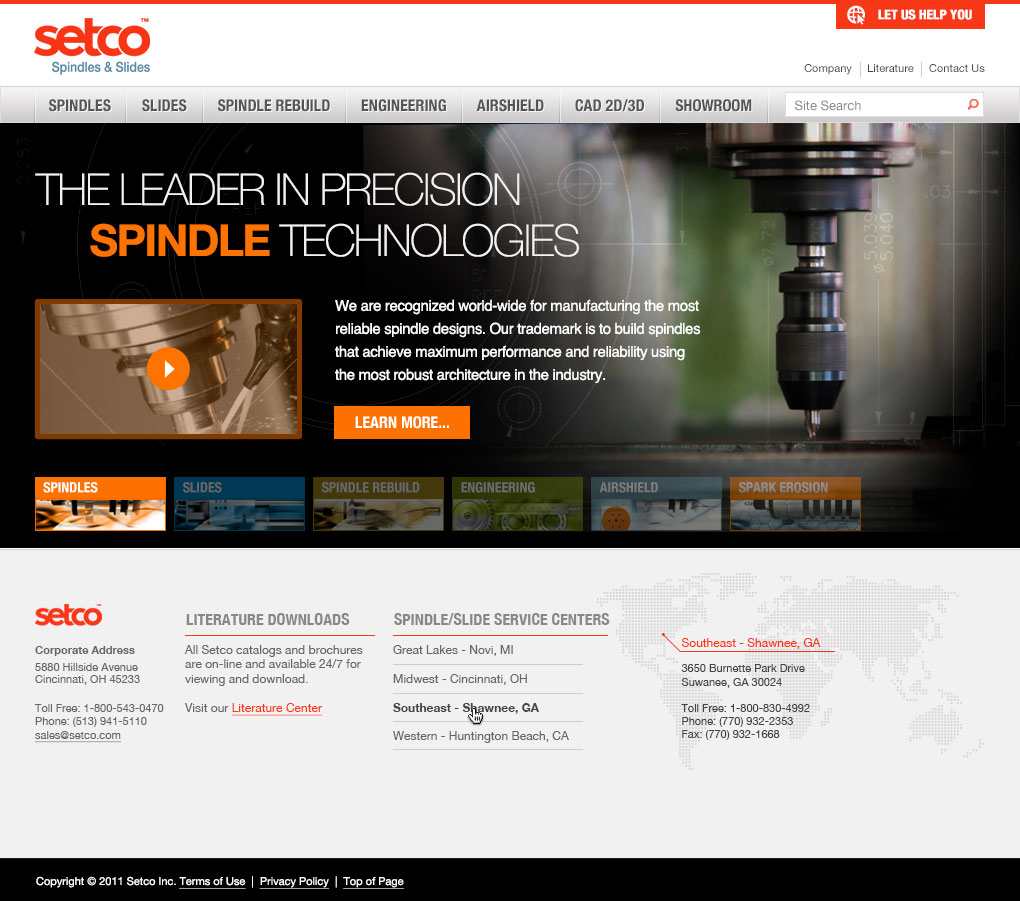 LET US HELP YOU
setco™
Spindles & Slides
Company
Literature
Contact Us
SPINDLES
SLIDES
SPINDLE REBUILD
ENGINEERING
AIRSHIELD
CAD 2D/3D
SHOWROOM
Site Search
THE LEADER IN PRECISION
SPINDLE TECHNOLOGIES
We are recognized world-wide for manufacturing the most
reliable spindle designs. Our trademark is to build spindles
that achieve maximum performance and reliability using
the most robust architecture in the industry.
LEARN MORE...
.03
5.039
ø5.040
ø7.72
SPINDLES
SLIDES
SPINDLE REBUILD
ENGINEERING
AIRSHIELD
SPARK EROSION
setco™
Corporate Address
5880 Hillside Avenue
Cincinnati, OH 45233
Toll Free: 1-800-543-0470
Phone: (513) 941-5110
sales@setco.com
LITERATURE DOWNLOADS
All Setco catalogs and brochures
are on-line and available 24/7 for
viewing and download.
Visit our Literature Center
SPINDLE/SLIDE SERVICE CENTERS
Great Lakes - Novi, MI
Midwest - Cincinnati, OH
Southeast - Shawnee, GA
Western - Huntington Beach, CA
Southeast - Shawnee, GA
3650 Burnette Park Drive
Suwanee, GA 30024
Toll Free: 1-800-830-4992
Phone: (770) 932-2353
Fax: (770) 932-1668
Copyright © 2011 Setco Inc. Terms of Use | Privacy Policy | Top of Page